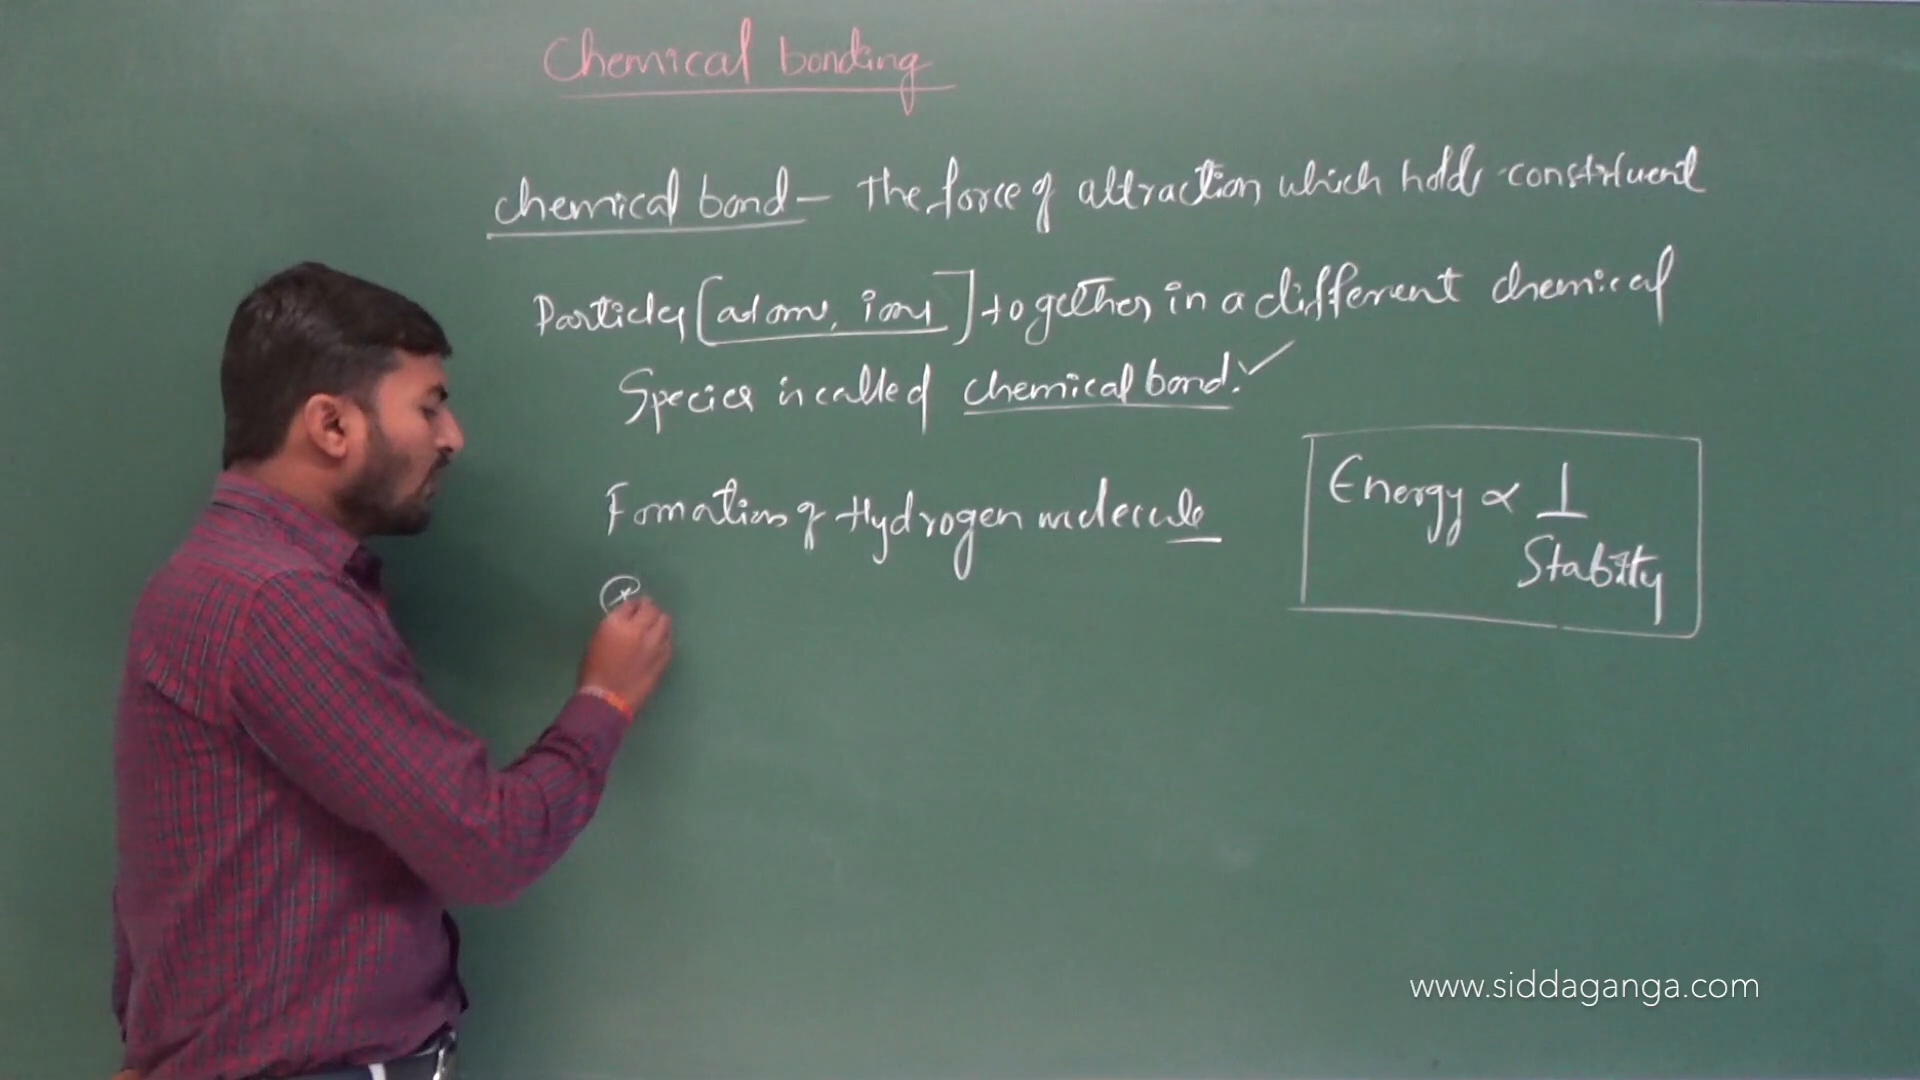 Chemical bonding
chemical bond - The force of attraction which holds constituent
Particles [atoms, ions] together in a different chemical
Species is called chemical bond. ✓
Formation of Hydrogen molecule
Energy ∝ 1
Stability
+
www.siddaganga.com